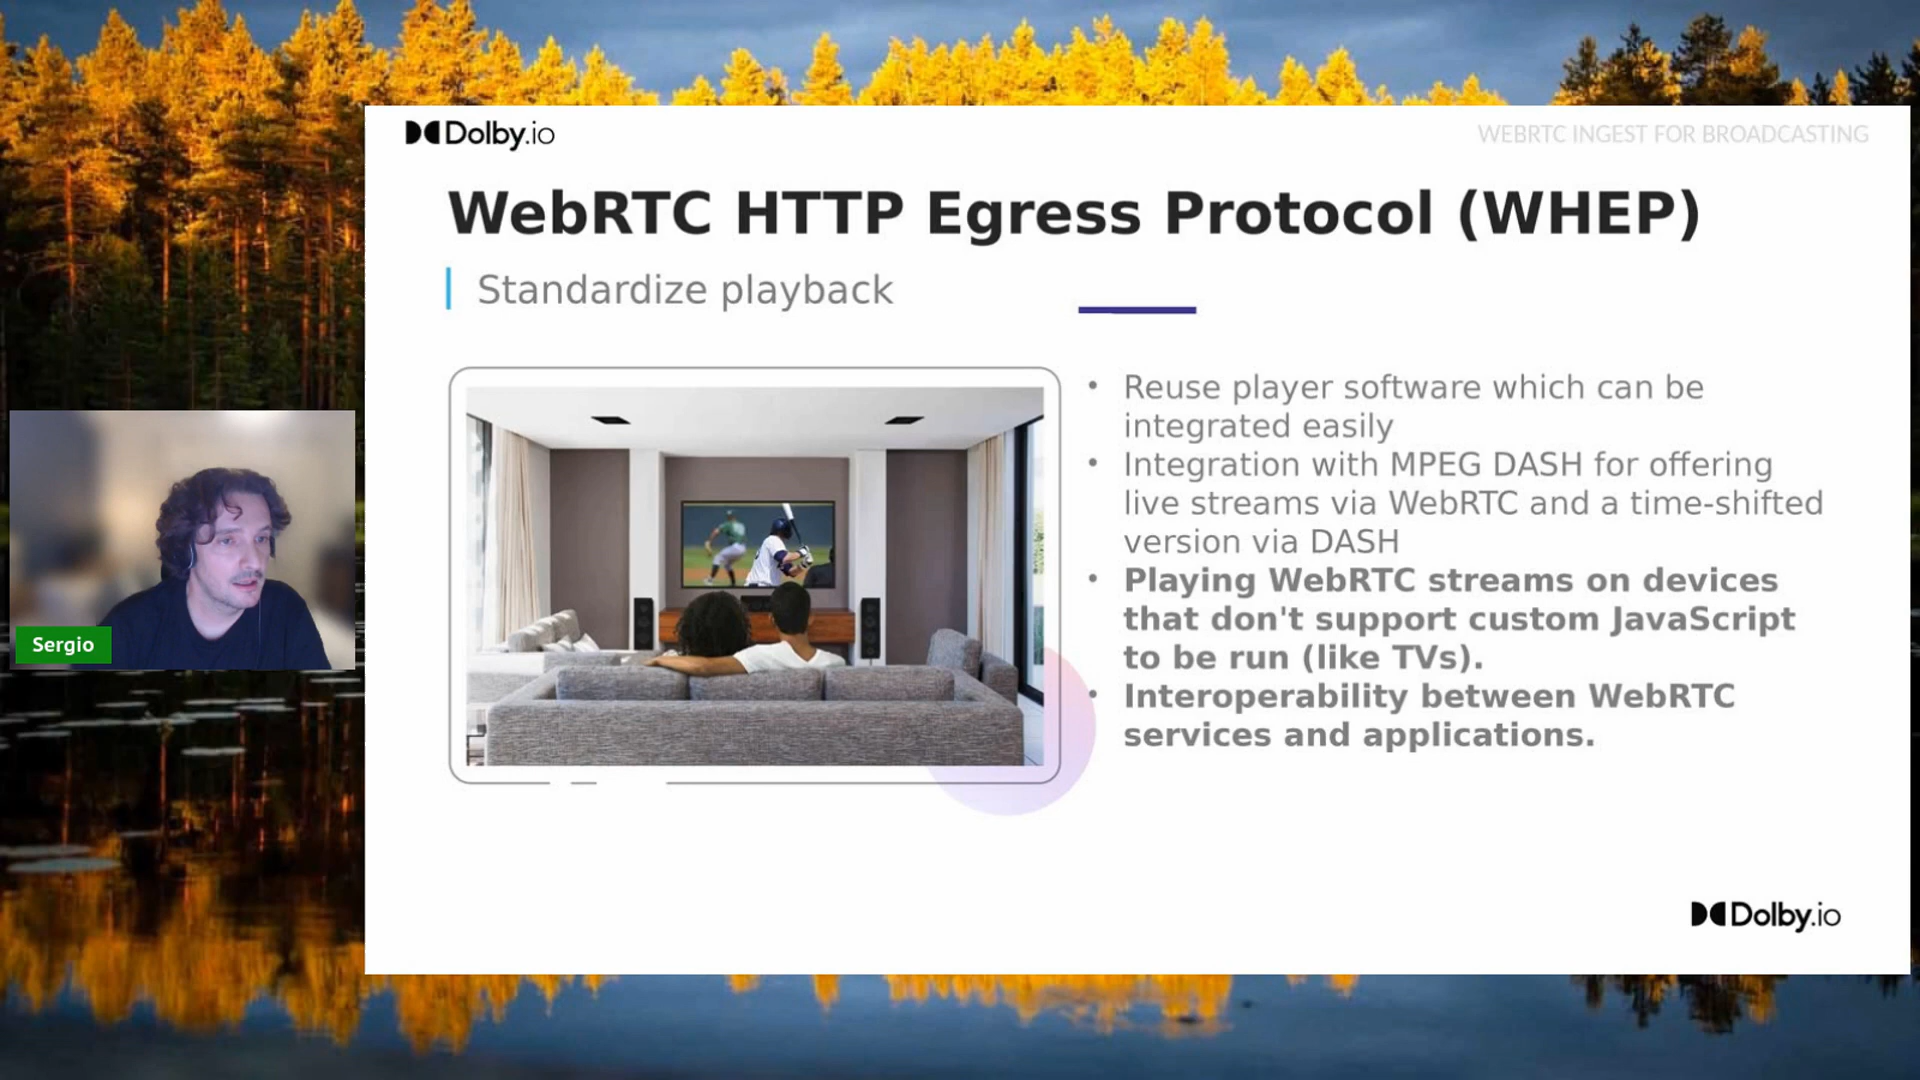 Dolby.io
WEBRTC INGEST FOR BROADCASTING
WebRTC HTTP Egress Protocol (WHEP)
Standardize playback
• Reuse player software which can be
integrated easily
• Integration with MPEG DASH for offering
live streams via WebRTC and a time-shifted
version via DASH
• Playing WebRTC streams on devices
that don't support custom JavaScript
to be run (like TVs).
• Interoperability between WebRTC
services and applications.
Sergio
Dolby.io